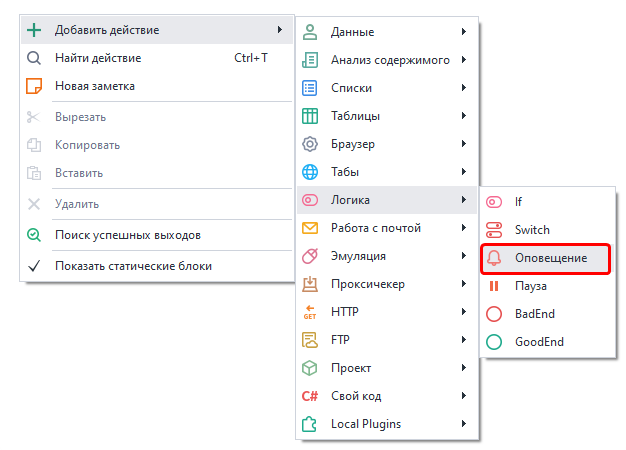 Добавить действие
Найти действие Ctrl+T
Новая заметка
Вырезать
Копировать
Вставить
Удалить
Поиск успешных выходов
Показать статические блоки
Данные
Анализ содержимого
Списки
Таблицы
Браузер
Табы
Логика
Работа с почтой
Эмуляция
Проксичекер
GET HTTP
FTP
Проект
C# Свой код
Local Plugins
If
Switch
Оповещение
Пауза
BadEnd
GoodEnd